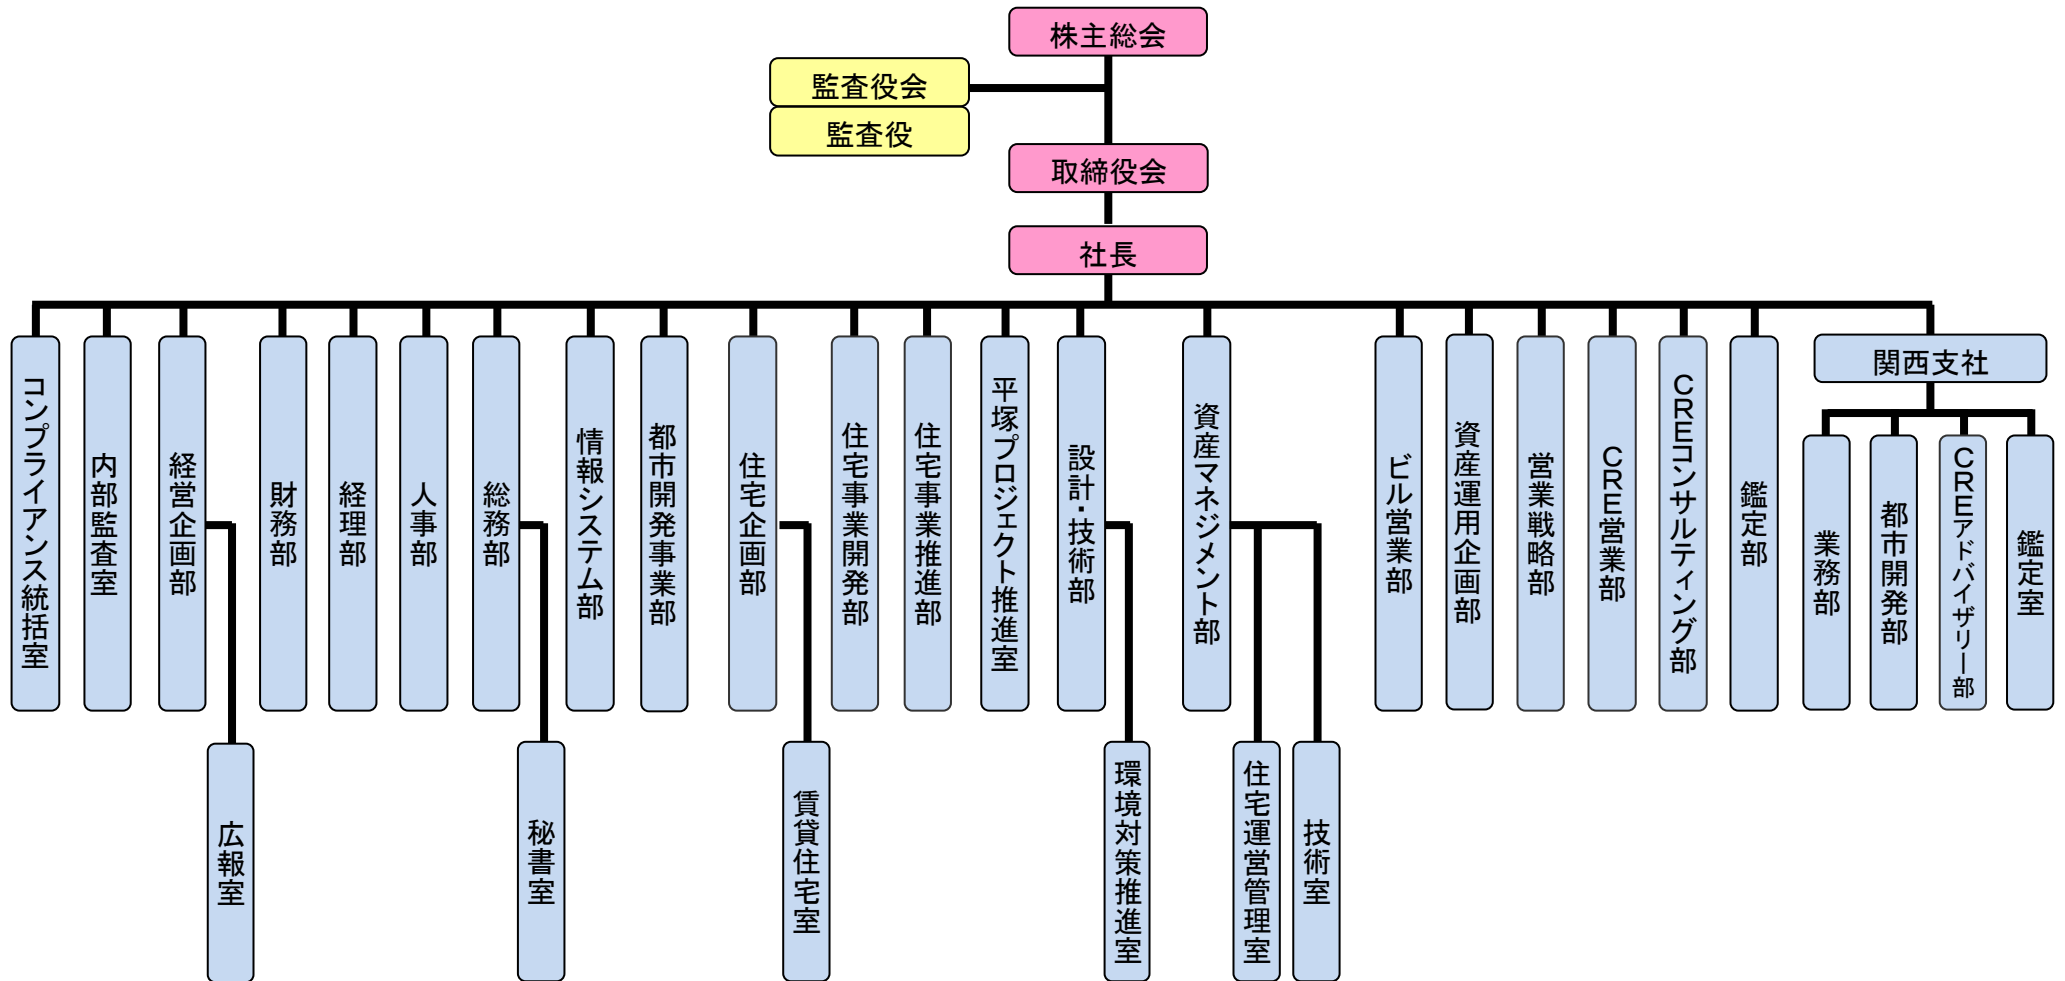 株主総会
監査役会
監査役
取締役会
社長
コンプライアンス統括室
内部監査室
経営企画部
財務部
経理部
人事部
総務部
情報システム部
都市開発事業部
住宅企画部
住宅事業開発部
住宅事業推進部
平塚プロジェクト推進室
設計・技術部
資産マネジメント部
ビル営業部
資産運用企画部
営業戦略部
ＣＲＥ営業部
ＣＲＥコンサルティング部
鑑定部
関西支社
業務部
都市開発部
ＣＲＥアドバイザリー部
鑑定室
広報室
秘書室
賃貸住宅室
環境対策推進室
住宅運営管理室
技術室